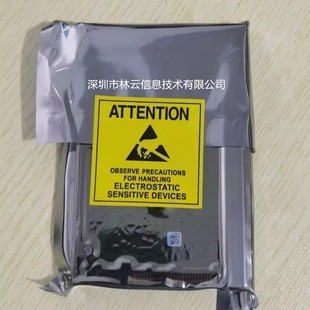 深圳市林云信息技术有限公司
ATTENTION
OBSERVE PRECAUTIONS
FOR HANDLING
ELECTROSTATIC
SENSITIVE DEVICES